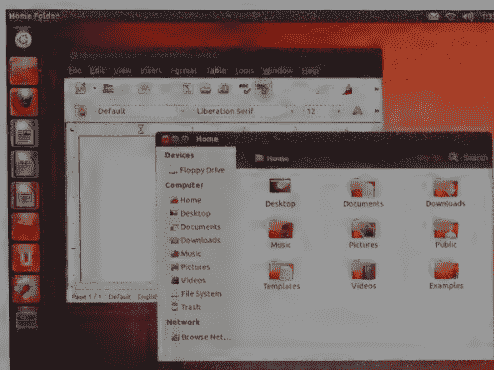 Home Folder
File Edit View Insert Format Table Tools Window Help
Default Liberation Serif 12
Home
Devices
Floppy Drive
Computer
Home
Desktop
Documents
Downloads
Music
Pictures
Videos
File System
Trash
Network
Browse Net...
Home Search
Desktop Documents Downloads
Music Pictures Public
Templates Videos Examples
Page 1 / 1 Default English